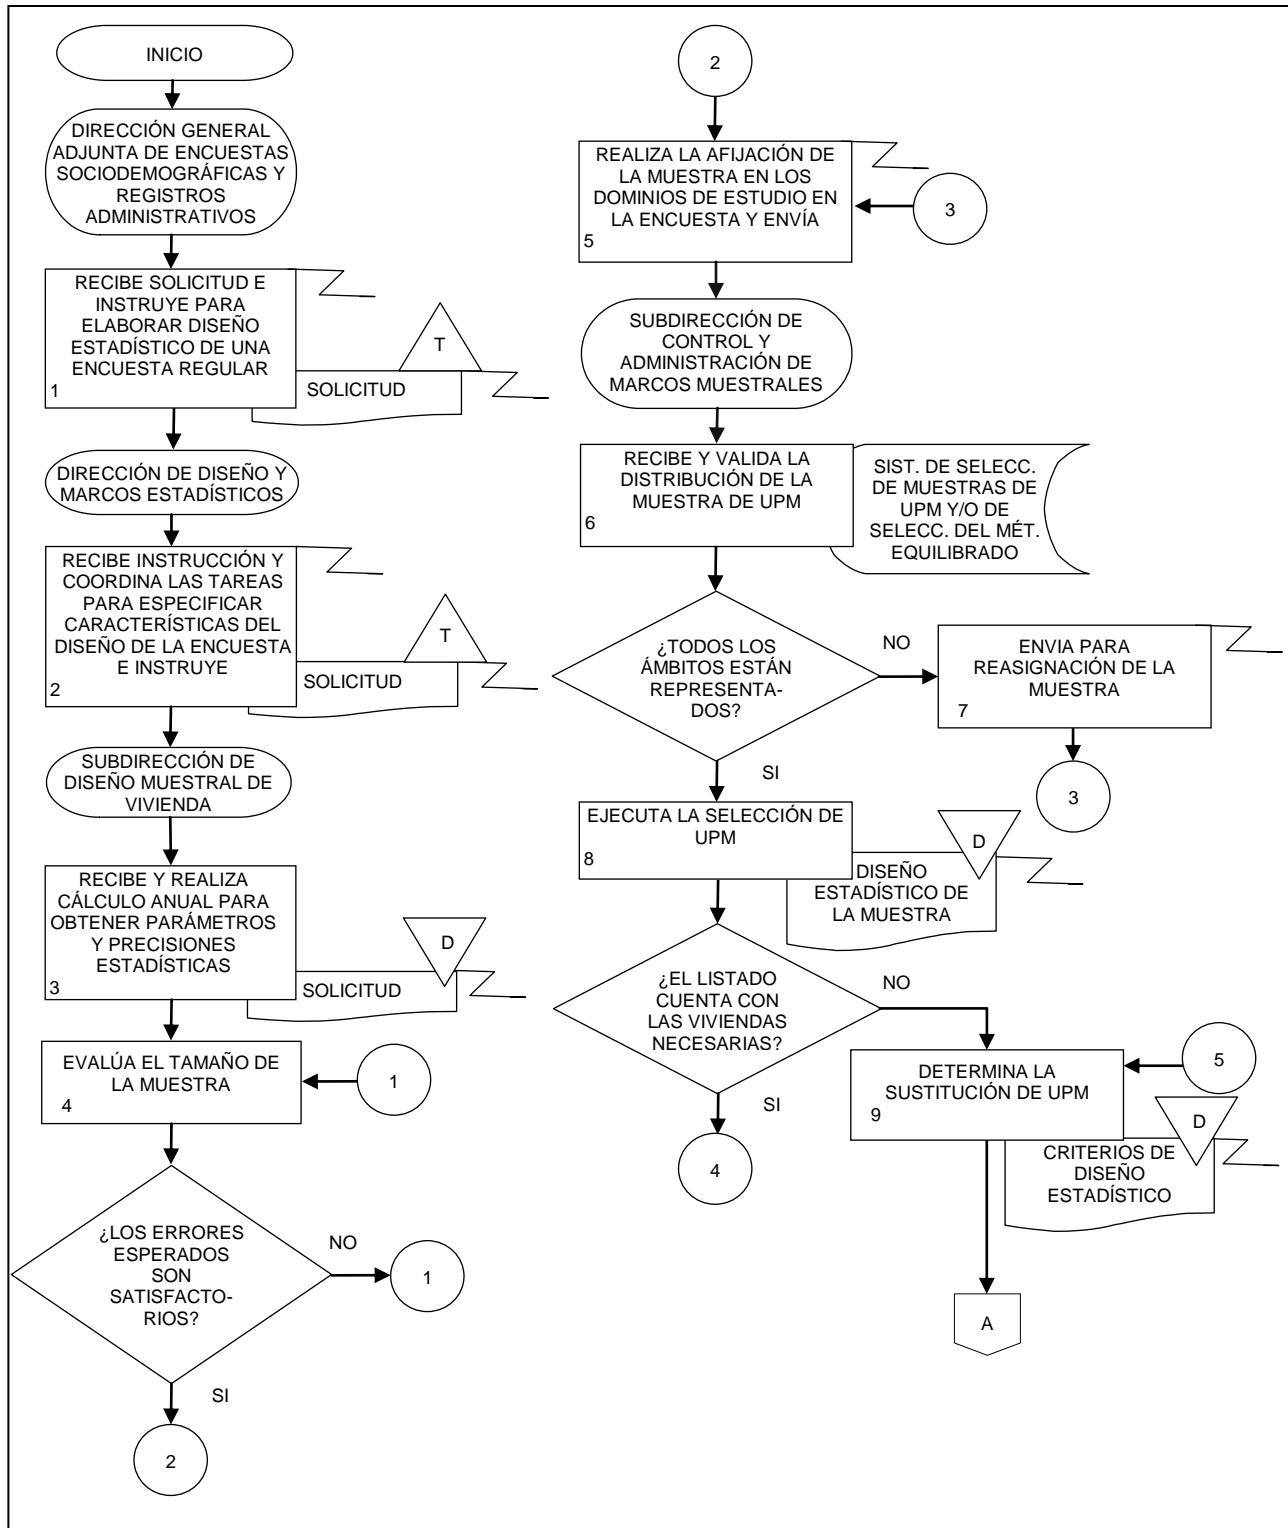 INICIO
DIRECCIÓN GENERAL
ADJUNTA DE ENCUESTAS
SOCIODEMOGRÁFICAS Y
REGISTROS
ADMINISTRATIVOS
RECIBE SOLICITUD E
INSTRUYE PARA
ELABORAR DISEÑO
ESTADÍSTICO DE UNA
ENCUESTA REGULAR
1
T
SOLICITUD
DIRECCIÓN DE DISEÑO Y
MARCOS ESTADÍSTICOS
RECIBE INSTRUCCIÓN Y
COORDINA LAS TAREAS
PARA ESPECIFICAR
CARACTERÍSTICAS DEL
DISEÑO DE LA ENCUESTA
E INSTRUYE
2
T
SOLICITUD
SUBDIRECCIÓN DE
DISEÑO MUESTRAL DE
VIVIENDA
RECIBE Y REALIZA
CÁLCULO ANUAL PARA
OBTENER PARÁMETROS
Y PRECISIONES
ESTADÍSTICAS
3
D
SOLICITUD
EVALÚA EL TAMAÑO DE
LA MUESTRA
4
1
¿LOS ERRORES
ESPERADOS
SON
SATISFACTO-
RIOS?
NO
1
SI
2
2
REALIZA LA AFIJACIÓN DE
LA MUESTRA EN LOS
DOMINIOS DE ESTUDIO EN
LA ENCUESTA Y ENVÍA
5
3
SUBDIRECCIÓN DE
CONTROL Y
ADMINISTRACIÓN DE
MARCOS MUESTRALES
RECIBE Y VALIDA LA
DISTRIBUCIÓN DE LA
MUESTRA DE UPM
6
SIST. DE SELECC.
DE MUESTRAS DE
UPM Y/O DE
SELECC. DEL MÉT.
EQUILIBRADO
¿TODOS LOS
ÁMBITOS ESTÁN
REPRESENTA-
DOS?
NO
ENVIA PARA
REASIGNACIÓN DE LA
MUESTRA
7
3
SI
EJECUTA LA SELECCIÓN DE
UPM
8
D
DISEÑO
ESTADÍSTICO DE
LA MUESTRA
¿EL LISTADO
CUENTA CON
LAS VIVIENDAS
NECESARIAS?
NO
SI
4
5
DETERMINA LA
SUSTITUCIÓN DE UPM
9
D
CRITERIOS DE
DISEÑO
ESTADÍSTICO
A